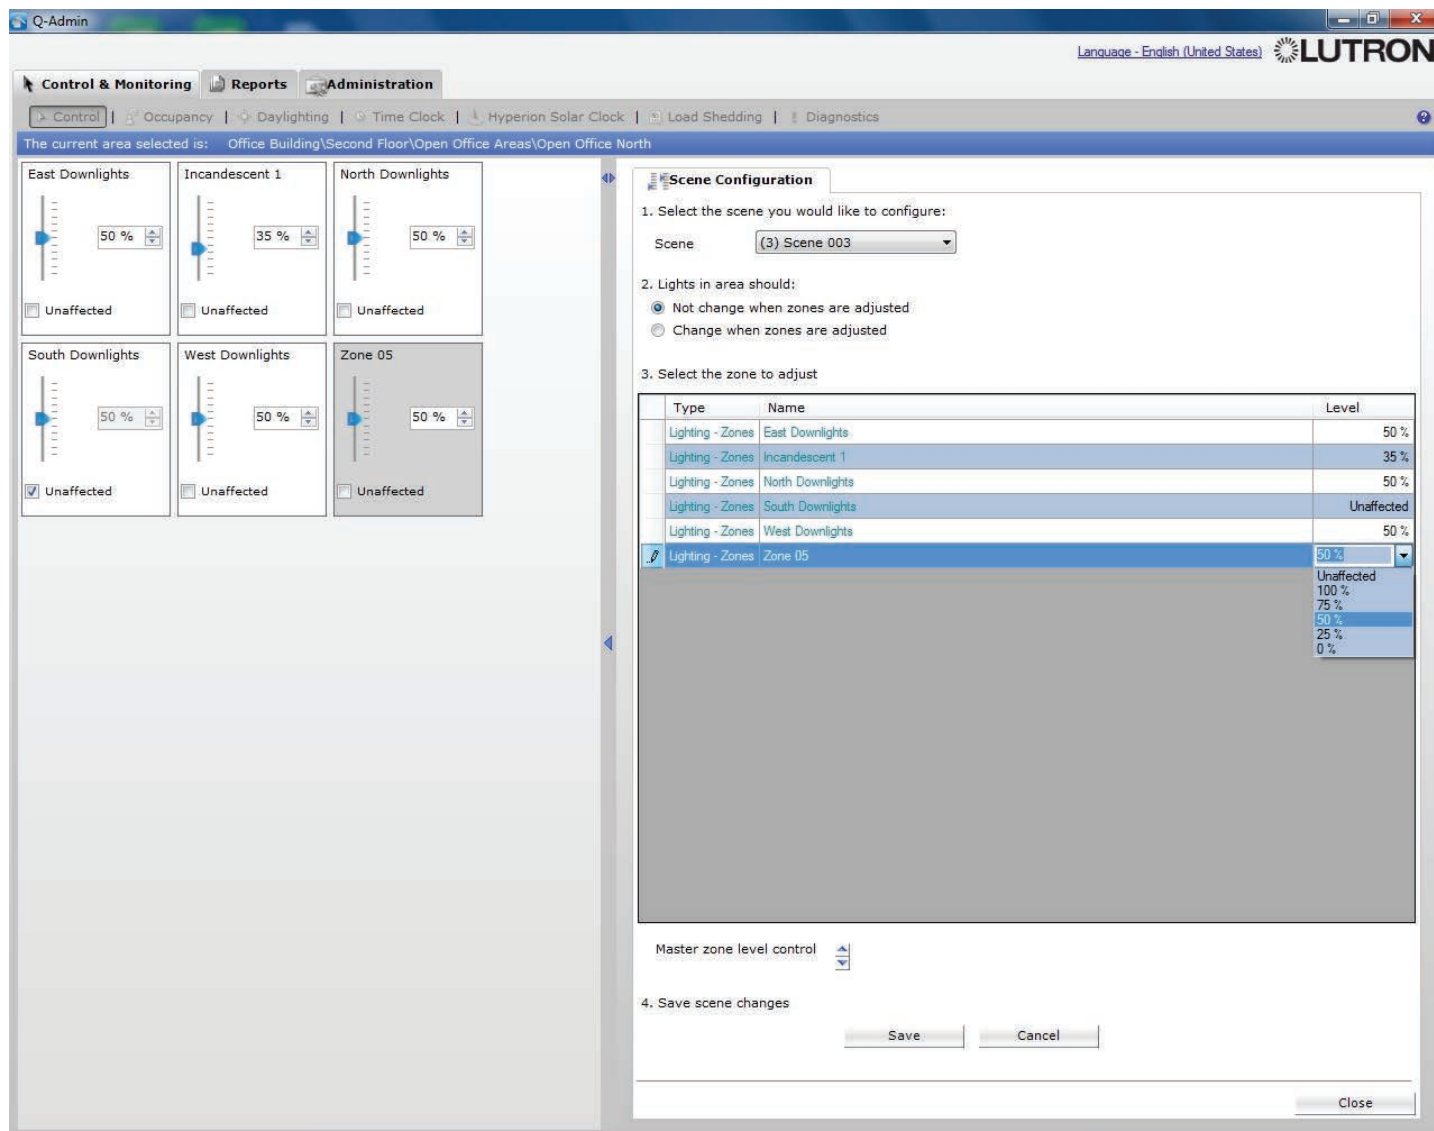 Q-Admin
Language - English (United States)
LUTRON
Control & Monitoring Reports Administration
Control | Occupancy | Daylighting | Time Clock | Hyperion Solar Clock | Load Shedding | Diagnostics
The current area selected is: Office Building\Second Floor\Open Office Areas\Open Office North
East Downlights
50 %
Unaffected
Incandescent 1
35 %
Unaffected
North Downlights
50 %
Unaffected
South Downlights
50 %
Unaffected
West Downlights
50 %
Unaffected
Zone 05
50 %
Unaffected
Scene Configuration
1. Select the scene you would like to configure:
Scene (3) Scene 003
2. Lights in area should:
Not change when zones are adjusted
Change when zones are adjusted
3. Select the zone to adjust
Type Name Level
Lighting - Zones East Downlights 50 %
Lighting - Zones Incandescent 1 35 %
Lighting - Zones North Downlights 50 %
Lighting - Zones South Downlights Unaffected
Lighting - Zones West Downlights 50 %
Lighting - Zones Zone 05 50 %
Unaffected
100 %
75 %
50 %
25 %
0 %
Master zone level control
4. Save scene changes
Save Cancel
Close